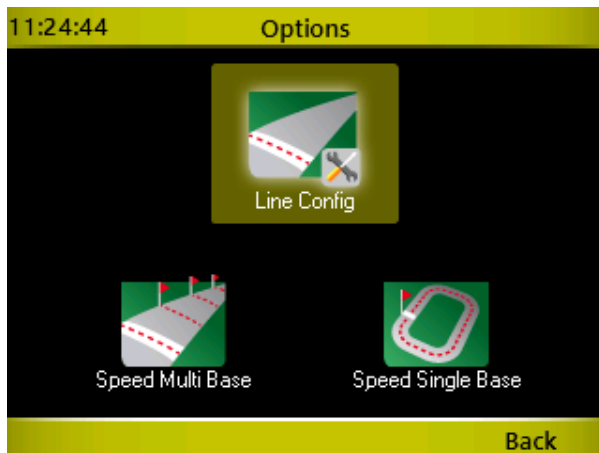 11:24:44 Options
Line Config
Speed Multi Base Speed Single Base
Back